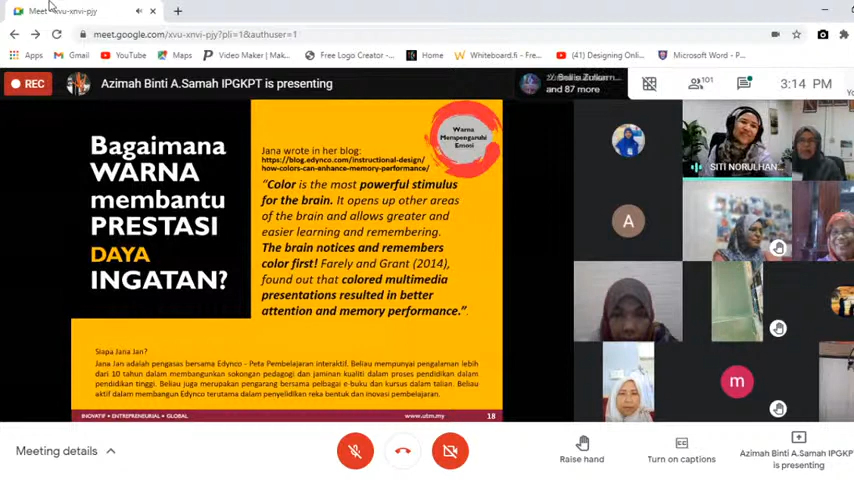 Meet - xvu-xnvi-pjy
meet.google.com/xvu-xnvi-pjy?pli=1&authuser=1
Apps Gmail YouTube Maps Video Maker | Mak... Free Logo Creator -... Home Whiteboard.fi - Fre... (41) Designing Onli... Microsoft Word - P...
REC
Azimah Binti A.Samah IPGKPT is presenting
and 87 more
101
3:14 PM
Bagaimana
WARNA
membantu
PRESTASI
DAYA
INGATAN?
Warna
Mempengaruhi
Emosi
Jana wrote in her blog:
https://blog.edynco.com/instructional-design/
how-colors-can-enhance-memory-performance/
“Color is the most powerful stimulus
for the brain. It opens up other areas
of the brain and allows greater and
easier learning and remembering.
The brain notices and remembers
color first! Farely and Grant (2014),
found out that colored multimedia
presentations resulted in better
attention and memory performance.”
Siapa Jana Jan?
Jana Jan adalah pengasas bersama Edynco - Peta Pembelajaran interaktif. Beliau mempunyai pengalaman lebih
dari 10 tahun dalam membangunkan sokongan pedagogi dan jaminan kualiti dalam proses pendidikan dalam
pendidikan tinggi. Beliau juga merupakan pengarang bersama pelbagai e-buku dan kursus dalam talian. Beliau
aktif dalam membangun Edynco terutama dalam penyelidikan reka bentuk dan inovasi pembelajaran.
INOVATIF • ENTREPRENEURIAL • GLOBAL
www.utm.my
18
SITI NORULHAN
A
m
Meeting details
Raise hand
Turn on captions
Azimah Binti A.Samah IPGKP
is presenting